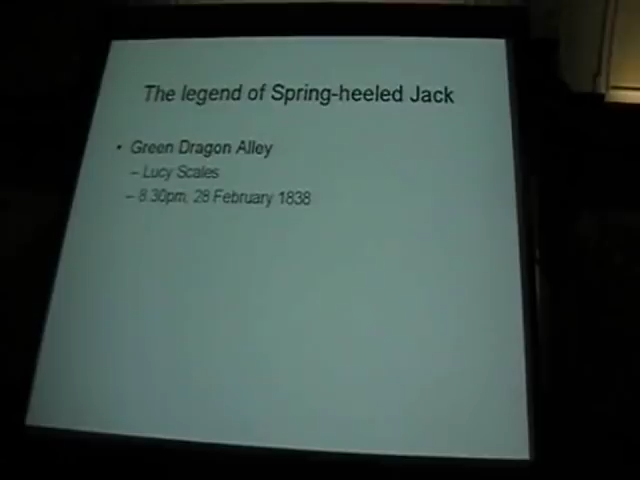 The legend of Spring-heeled Jack
• Green Dragon Alley
– Lucy Scales
– 8.30pm, 28 February 1838